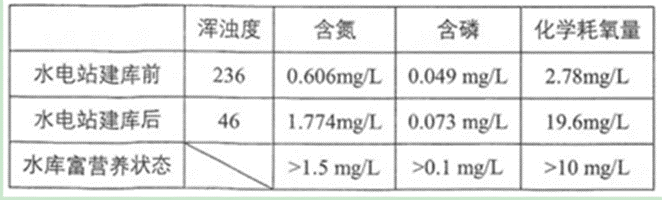 浑浊度 含氮 含磷 化学耗氧量
水电站建库前 236 0.606mg/L 0.049 mg/L 2.78mg/L
水电站建库后 46 1.774mg/L 0.073 mg/L 19.6mg/L
水库富营养状态 >1.5 mg/L >0.1 mg/L >10 mg/L